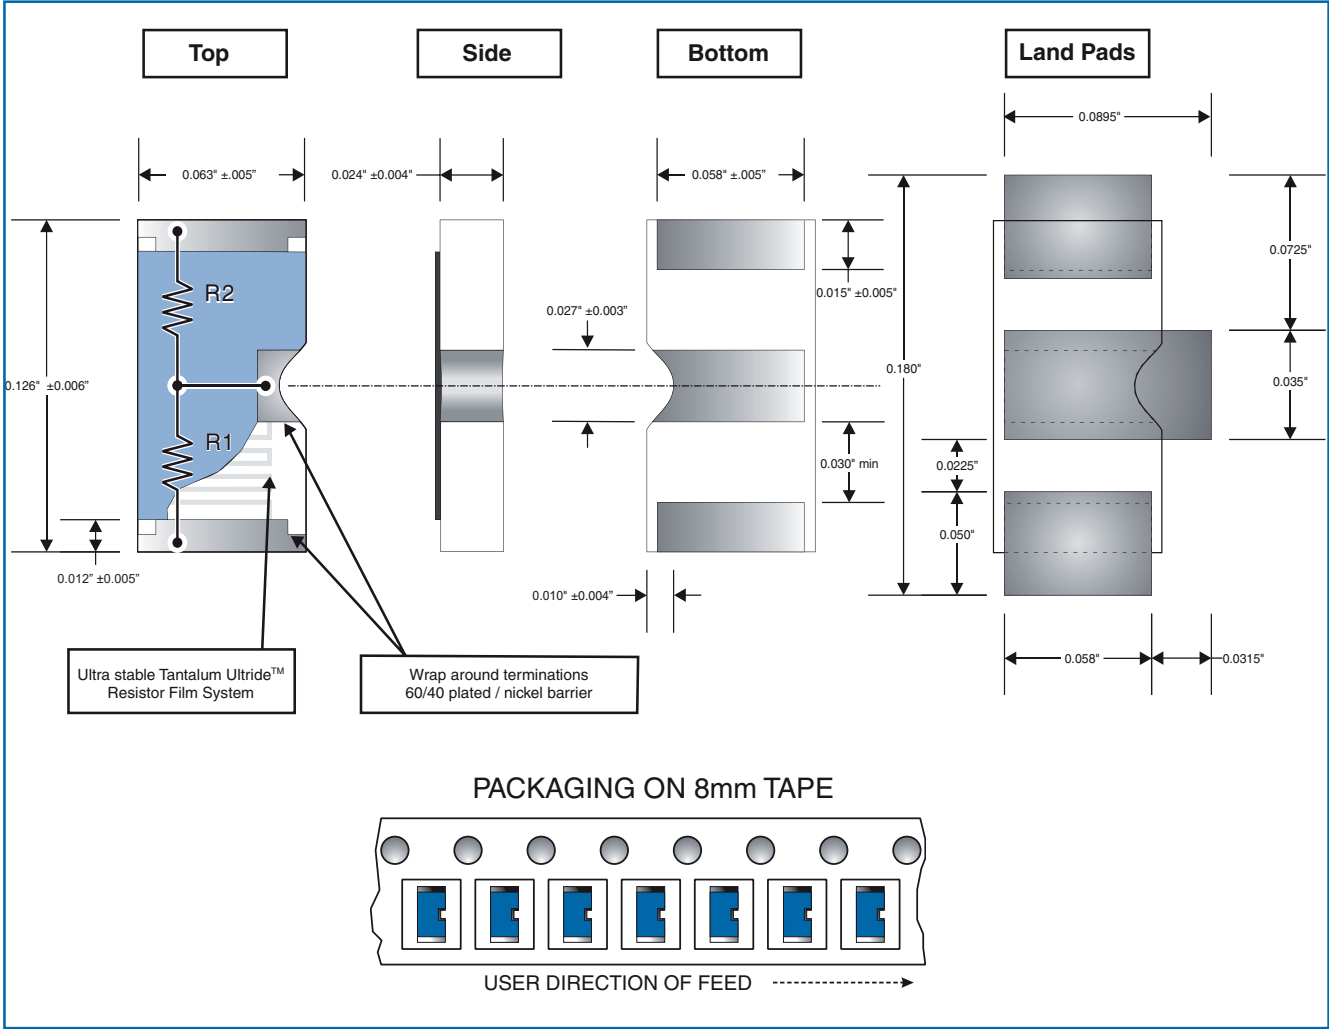 Top
Side
Bottom
Land Pads
0.0895"
0.063" ±.005”
0.024" ±0.004"
0.058" ±.005”
0.0725"
R2
0.015" ±0.005"
0.027" ±0.003”
0.180"
0.126" ±0.006”
0.035"
R1
0.030" min
0.0225”
0.050"
0.012” ±0.005”
0.010" ±0.004”
0.058"
0.0315"
Ultra stable Tantalum Ultride™
Resistor Film System
Wrap around terminations
60/40 plated / nickel barrier
PACKAGING ON 8mm TAPE
USER DIRECTION OF FEED